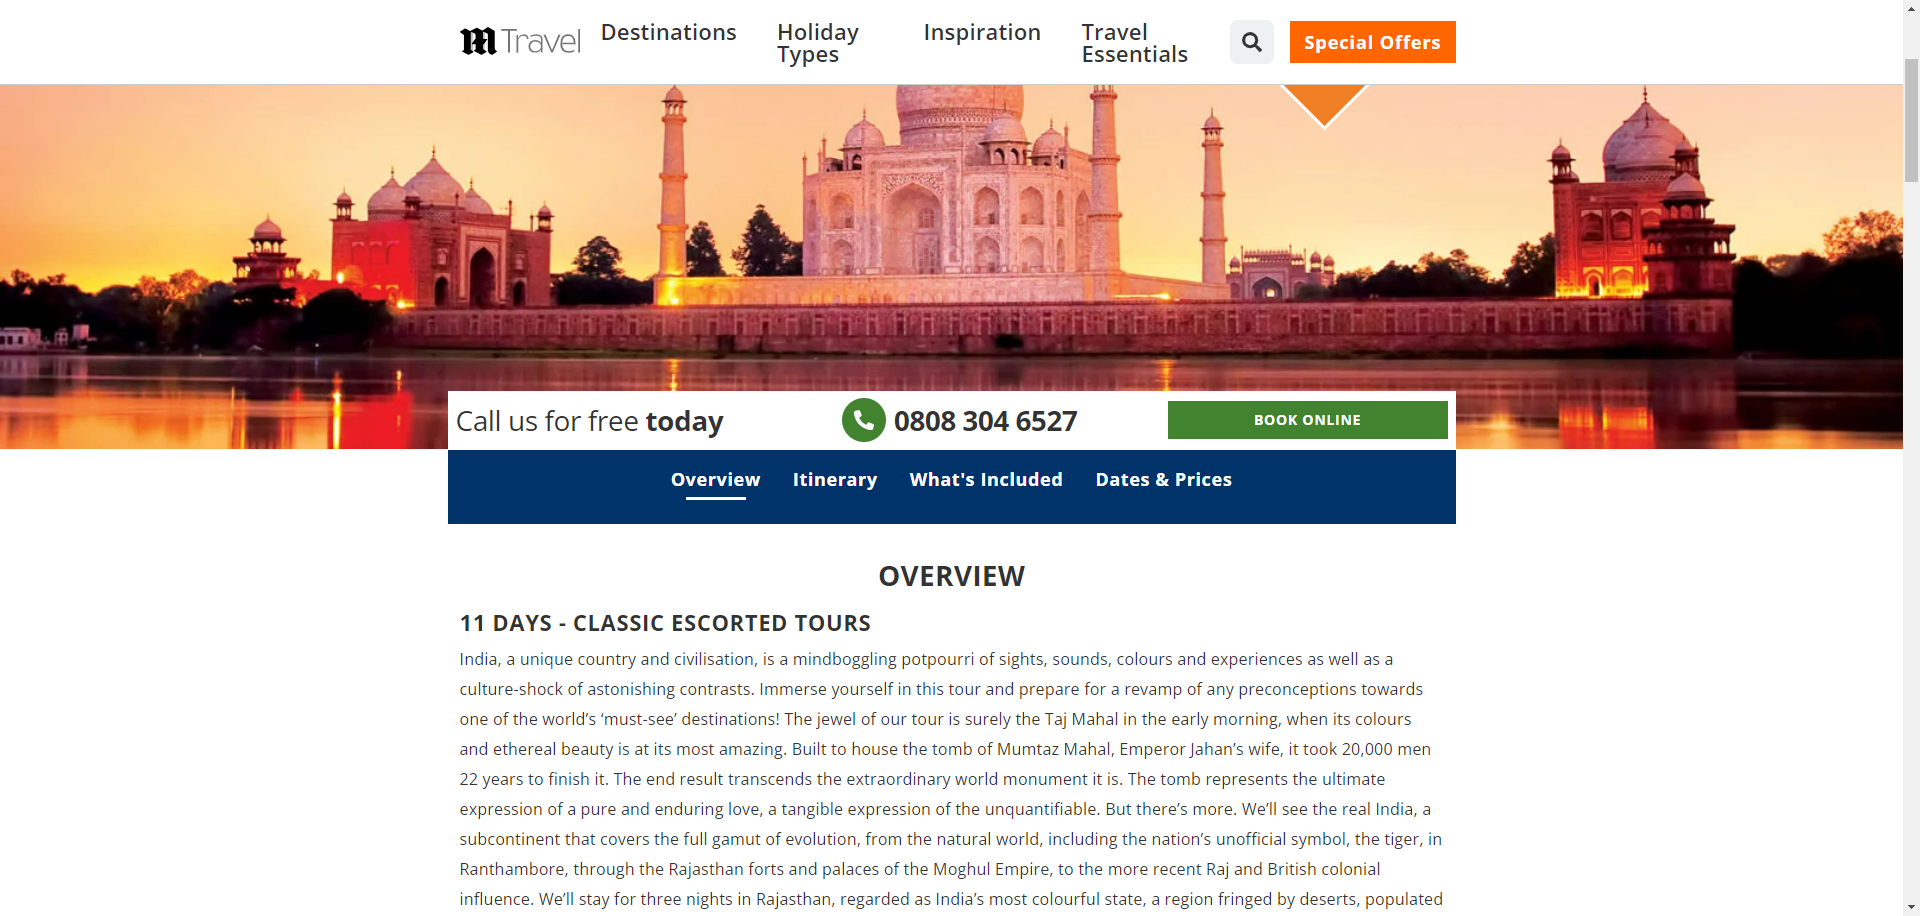 M Travel
Destinations
Holiday Types
Inspiration
Travel Essentials
Special Offers
Call us for free today
0808 304 6527
BOOK ONLINE
Overview
Itinerary
What's Included
Dates & Prices
OVERVIEW
11 DAYS - CLASSIC ESCORTED TOURS
India, a unique country and civilisation, is a mindboggling potpourri of sights, sounds, colours and experiences as well as a
culture-shock of astonishing contrasts. Immerse yourself in this tour and prepare for a revamp of any preconceptions towards
one of the world’s ‘must-see’ destinations! The jewel of our tour is surely the Taj Mahal in the early morning, when its colours
and ethereal beauty is at its most amazing. Built to house the tomb of Mumtaz Mahal, Emperor Jahan’s wife, it took 20,000 men
22 years to finish it. The end result transcends the extraordinary world monument it is. The tomb represents the ultimate
expression of a pure and enduring love, a tangible expression of the unquantifiable. But there’s more. We’ll see the real India, a
subcontinent that covers the full gamut of evolution, from the natural world, including the nation’s unofficial symbol, the tiger, in
Ranthambore, through the Rajasthan forts and palaces of the Moghul Empire, to the more recent Raj and British colonial
influence. We’ll stay for three nights in Rajasthan, regarded as India’s most colourful state, a region fringed by deserts, populated